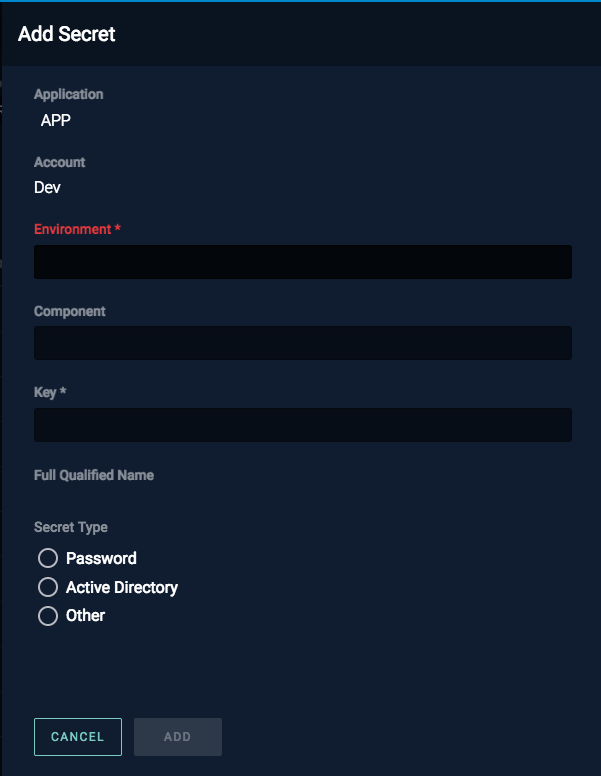 Add Secret
Application
APP
Account
Dev
Environment *
Component
Key *
Full Qualified Name
Secret Type
Password
Active Directory
Other
CANCEL
ADD